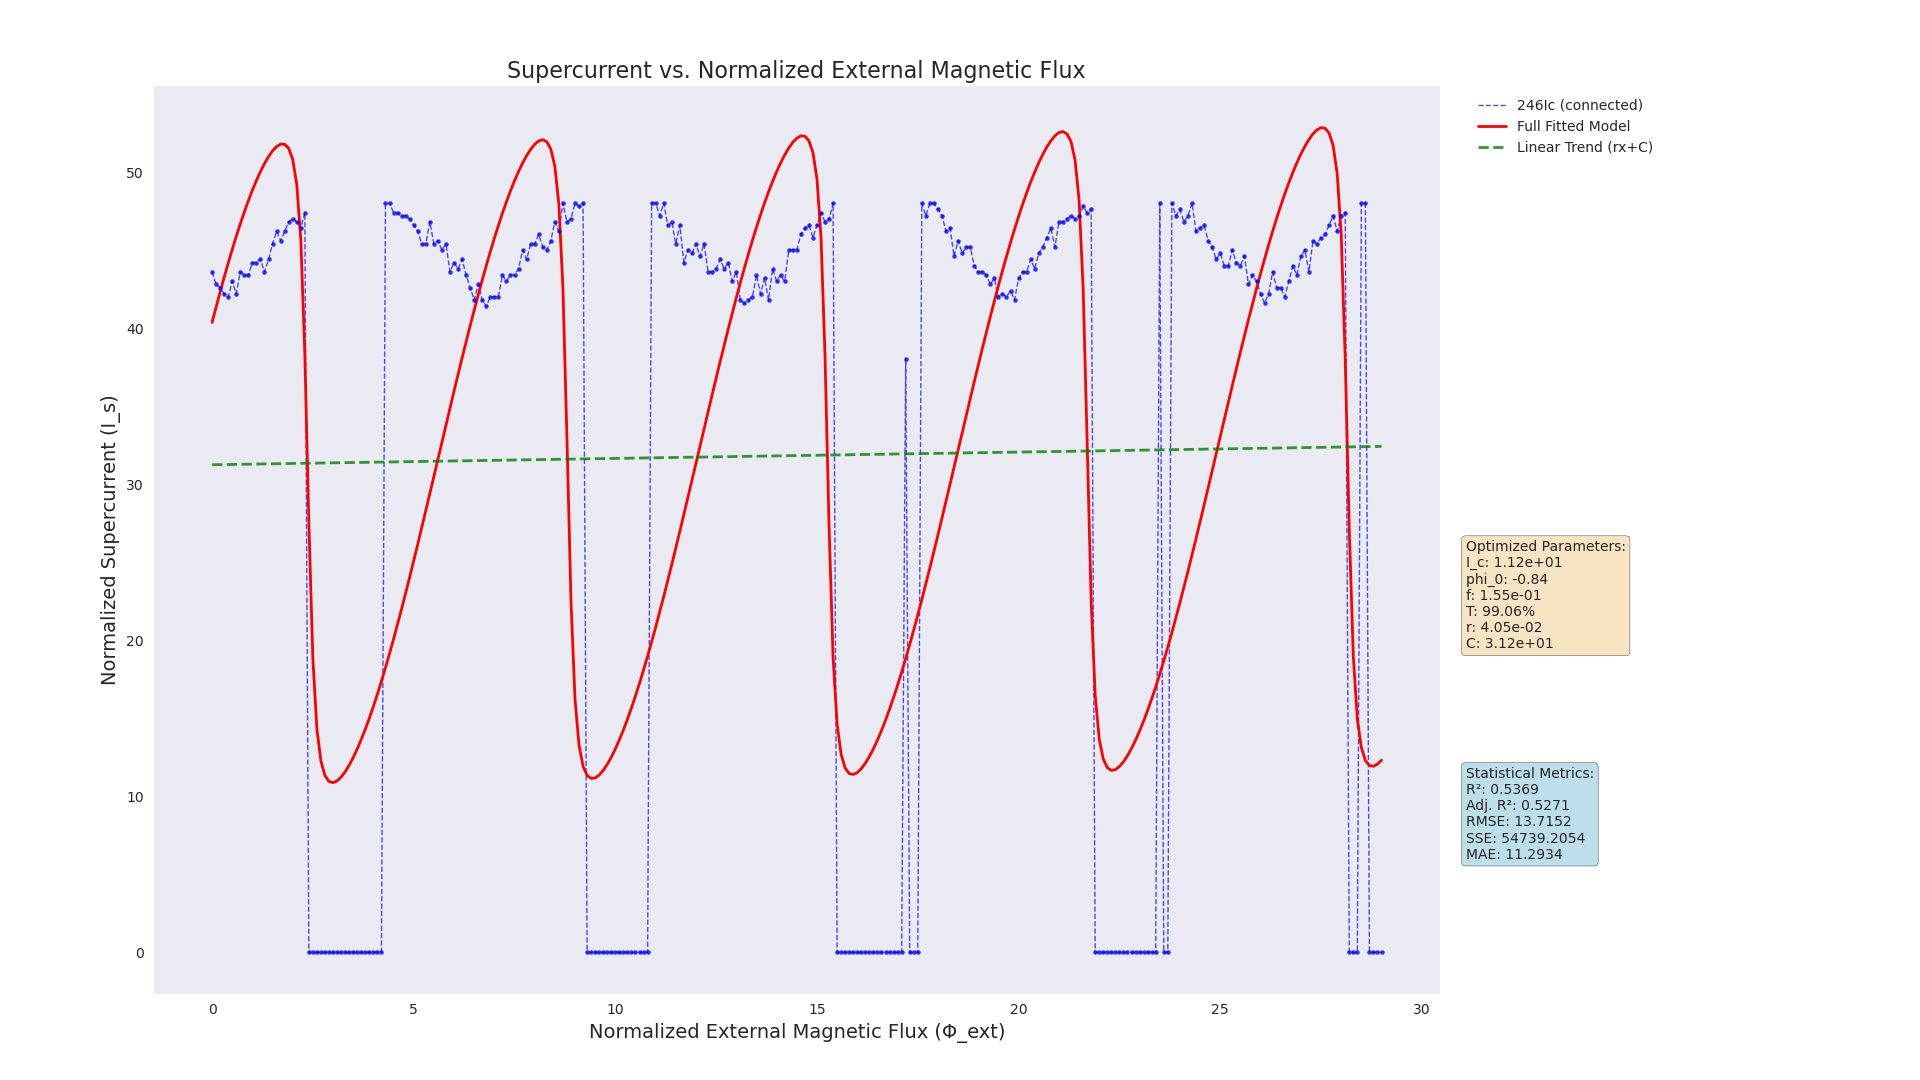 Supercurrent vs. Normalized External Magnetic Flux
246Ic (connected)
Full Fitted Model
Linear Trend (rx+C)
Normalized Supercurrent (I_s)
50
40
30
20
10
0
0 5 10 15 20 25 30
Normalized External Magnetic Flux (Φ_ext)
Optimized Parameters:
I_c: 1.12e+01
phi_0: -0.84
f: 1.55e-01
T: 99.06%
r: 4.05e-02
C: 3.12e+01
Statistical Metrics:
R²: 0.5369
Adj. R²: 0.5271
RMSE: 13.7152
SSE: 54739.2054
MAE: 11.2934